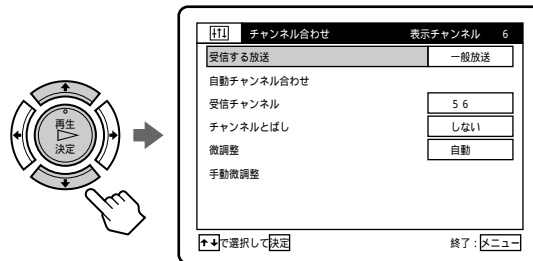 チャンネル合わせ 表示チャンネル 6
受信する放送 一般放送
自動チャンネル合わせ
受信チャンネル 56
チャンネルとばし しない
微調整 自動
手動微調整
で選択して決定 終了：メニュー
再生
決定